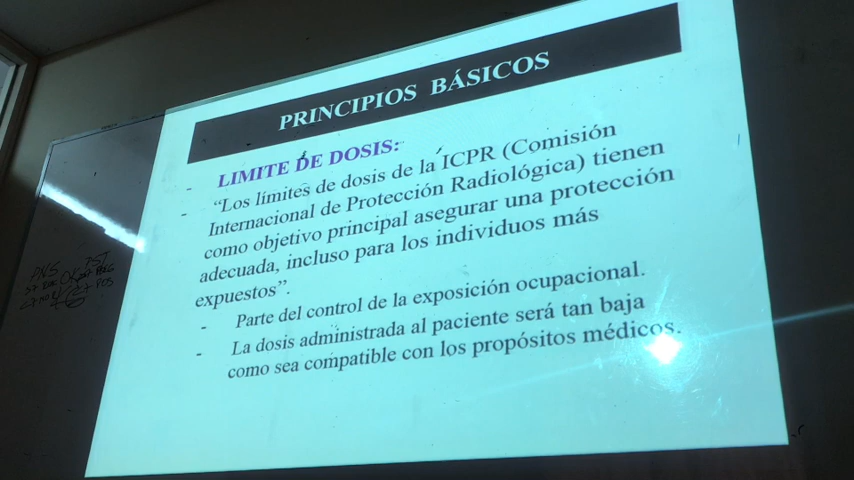 PRINCIPIOS BÁSICOS
- LIMITE DE DOSIS:
- “Los límites de dosis de la ICPR (Comisión
Internacional de Protección Radiológica) tienen
como objetivo principal asegurar una protección
adecuada, incluso para los individuos más
expuestos”.
- Parte del control de la exposición ocupacional.
- La dosis administrada al paciente será tan baja
como sea compatible con los propósitos médicos.
PNS